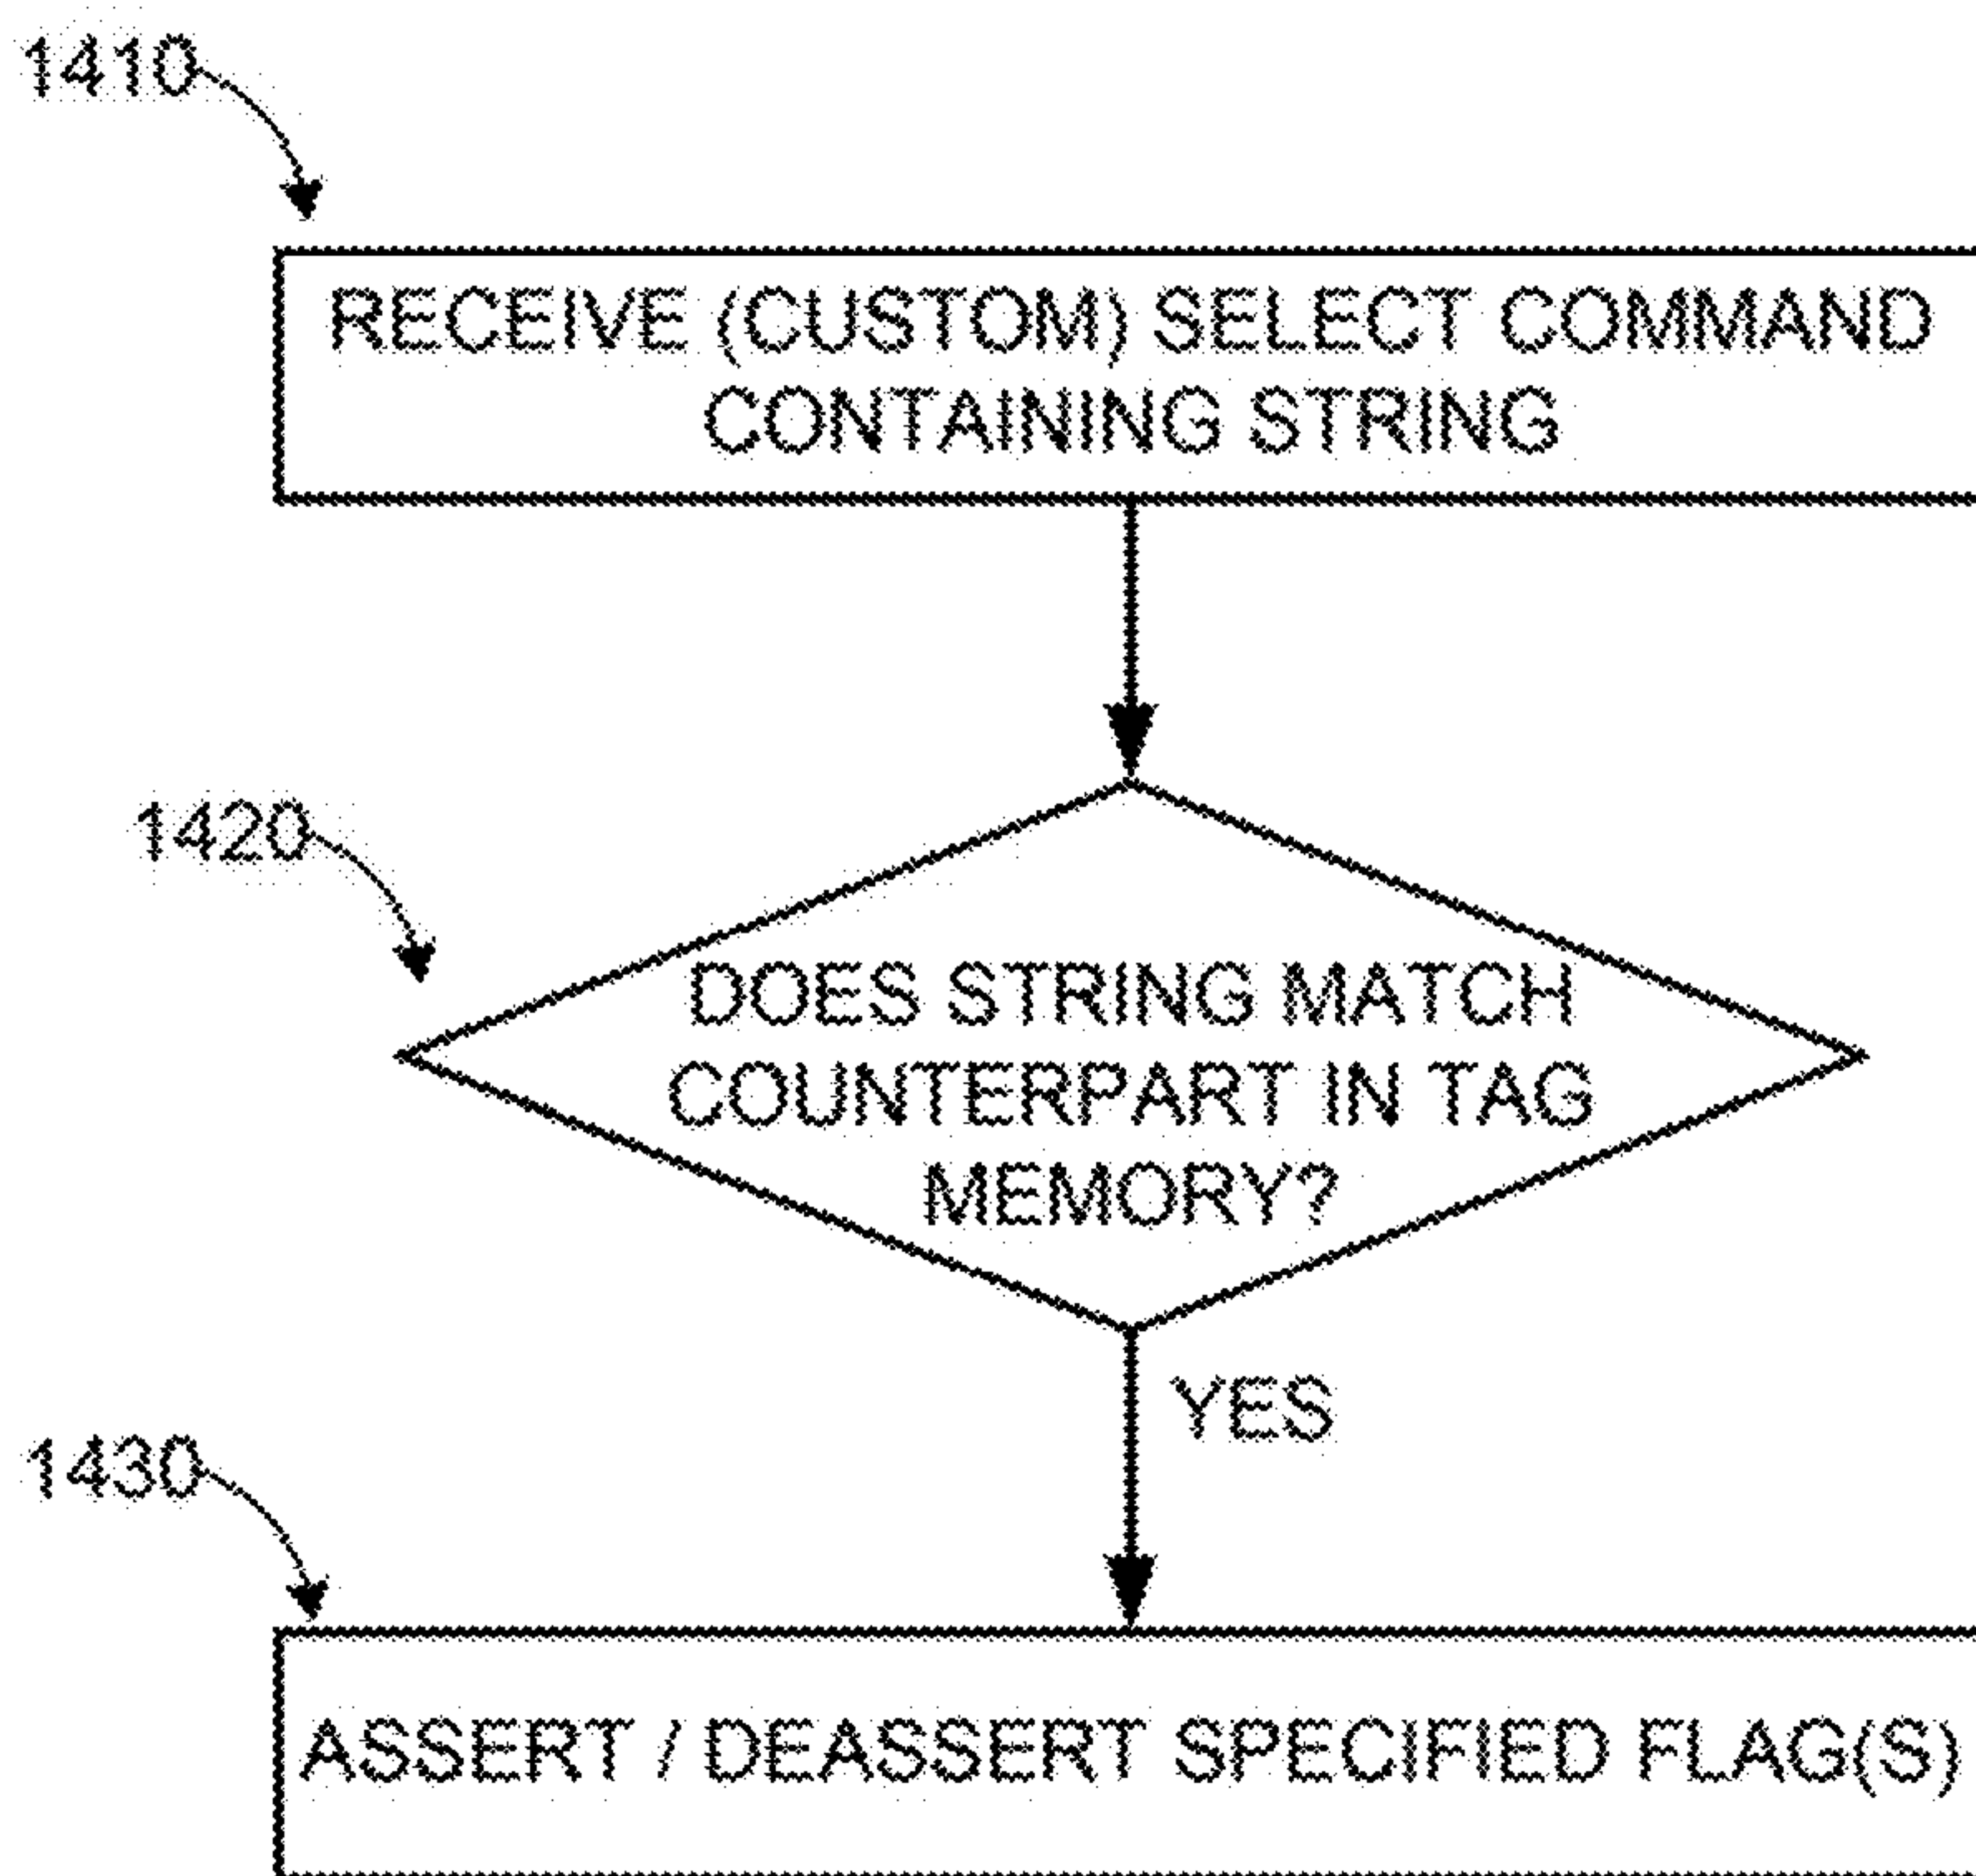 1410
RECEIVE (CUSTOM) SELECT COMMAND
CONTAINING STRING
1420
DOES STRING MATCH
COUNTERPART IN TAG
MEMORY?
YES
1430
ASSERT / DEASSERT SPECIFIED FLAG(S)